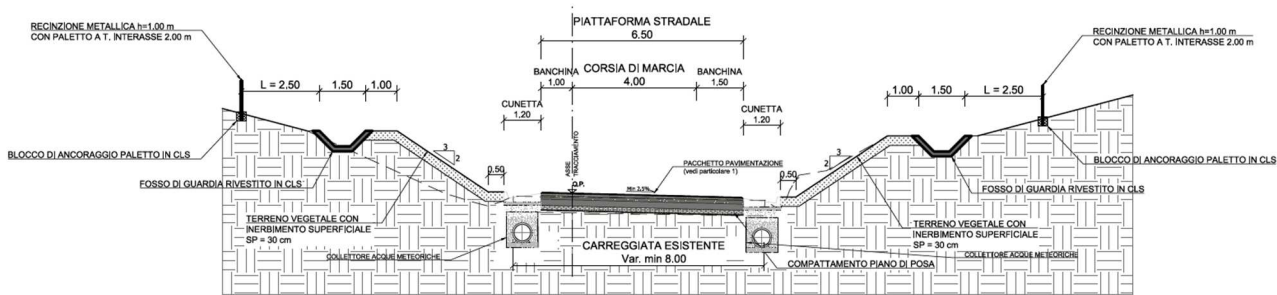 PIATTAFORMA STRADALE
6.50
RECINZIONE METALLICA h=1.00 m
CON PALETTO A T. INTERASSE 2.00 m
RECINZIONE METALLICA h=1.00 m
CON PALETTO A T. INTERASSE 2.00 m
BANCHINA
1,00
CORSIA DI MARCIA
4,00
BANCHINA
1,50
L = 2.50
1.50
1.00
CUNETTA
1,20
CUNETTA
1,20
1.00
1.50
L = 2.50
3
2
3
2
BLOCCO DI ANCORAGGIO PALETTO IN CLS
BLOCCO DI ANCORAGGIO PALETTO IN CLS
0.50
ASSE
TRACCIAMENTO
PACCHETTO PAVIMENTAZIONE
(vedi particolare 1)
0.50
FOSSO DI GUARDIA RIVESTITO IN CLS
FOSSO DI GUARDIA RIVESTITO IN CLS
TERRENO VEGETALE CON
INERBIMENTO SUPERFICIALE
SP = 30 cm
TERRENO VEGETALE CON
INERBIMENTO SUPERFICIALE
SP = 30 cm
COLLETTORE ACQUE METEORICHE
CARREGGIATA ESISTENTE
Var. min 8.00
COLLETTORE ACQUE METEORICHE
COMPATTAMENTO PIANO DI POSA